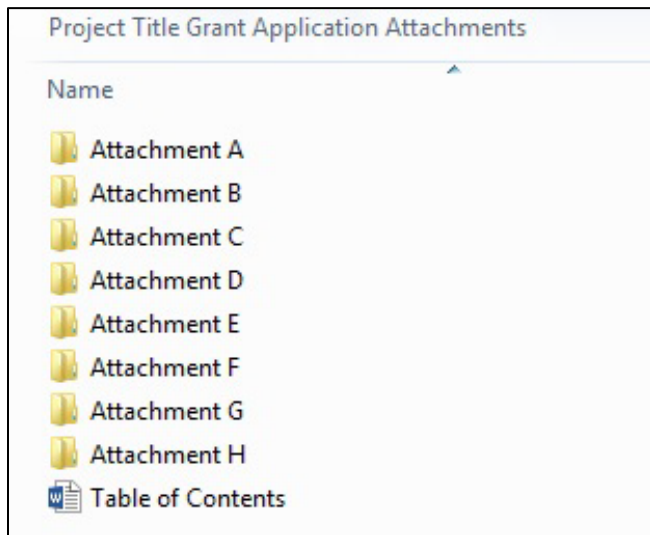 Project Title Grant Application Attachments
Name
Attachment A
Attachment B
Attachment C
Attachment D
Attachment E
Attachment F
Attachment G
Attachment H
Table of Contents